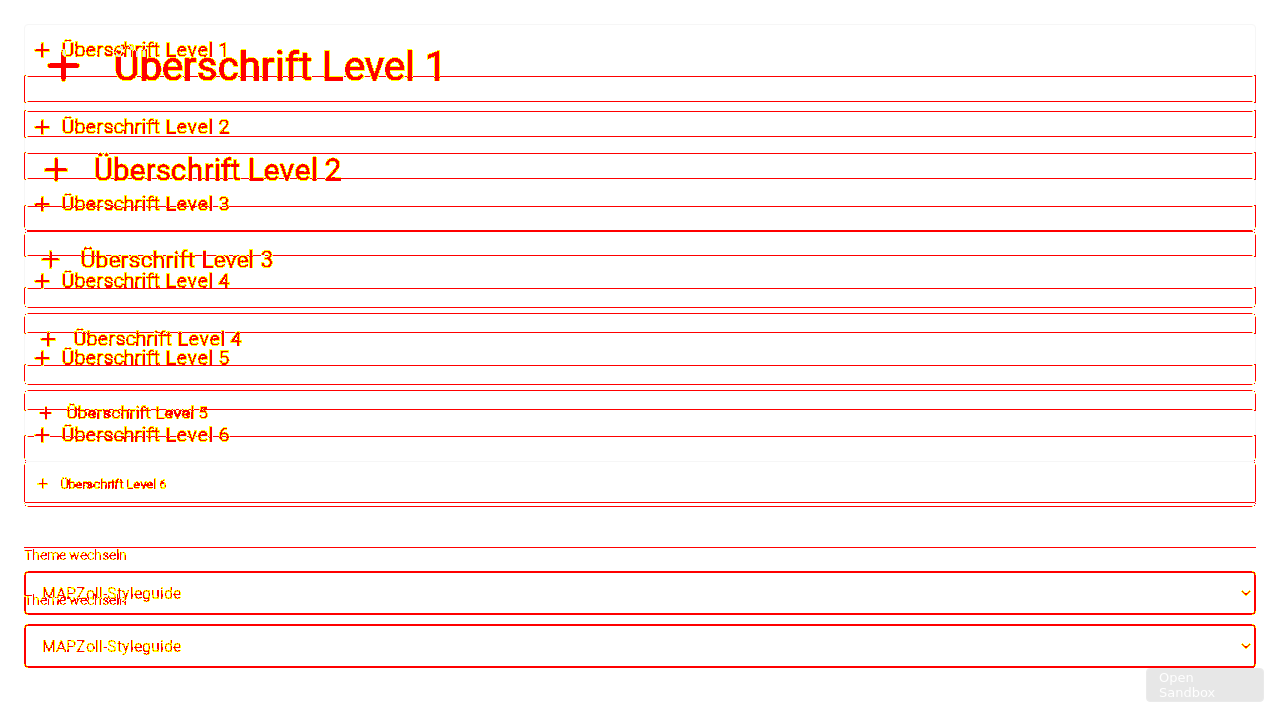 Überschrift Level 1
Überschrift Level 1
Überschrift Level 2
Überschrift Level 2
Überschrift Level 3
Überschrift Level 3
Überschrift Level 4
Überschrift Level 4
Überschrift Level 5
Überschrift Level 5
Überschrift Level 6
Überschrift Level 6
Theme wechseln
MAPZoll-Styleguide
Theme wechseln
MAPZoll-Styleguide
Open
Sandbox